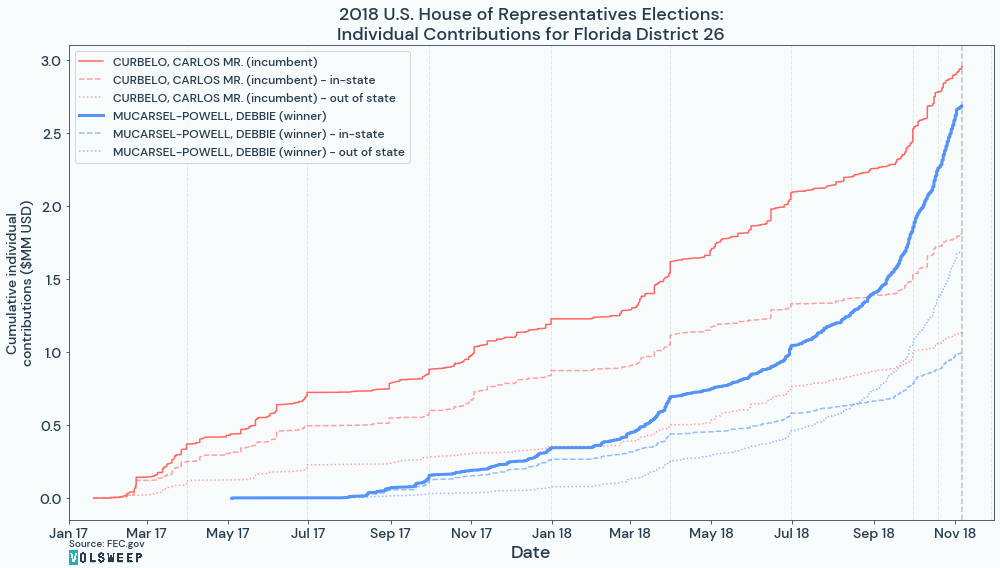 2018 U.S. House of Representatives Elections:
Individual Contributions for Florida District 26
CURBELO, CARLOS MR. (incumbent)
CURBELO, CARLOS MR. (incumbent) - in-state
CURBELO, CARLOS MR. (incumbent) - out of state
MUCARSEL-POWELL, DEBBIE (winner)
MUCARSEL-POWELL, DEBBIE (winner) - in-state
MUCARSEL-POWELL, DEBBIE (winner) - out of state
Cumulative individual
contributions ($MM USD)
3.0
2.5
2.0
1.5
1.0
0.5
0.0
Jan 17 Mar 17 May 17 Jul 17 Sep 17 Nov 17 Jan 18 Mar 18 May 18 Jul 18 Sep 18 Nov 18
Date
Source: FEC.gov
VOLSWEEP